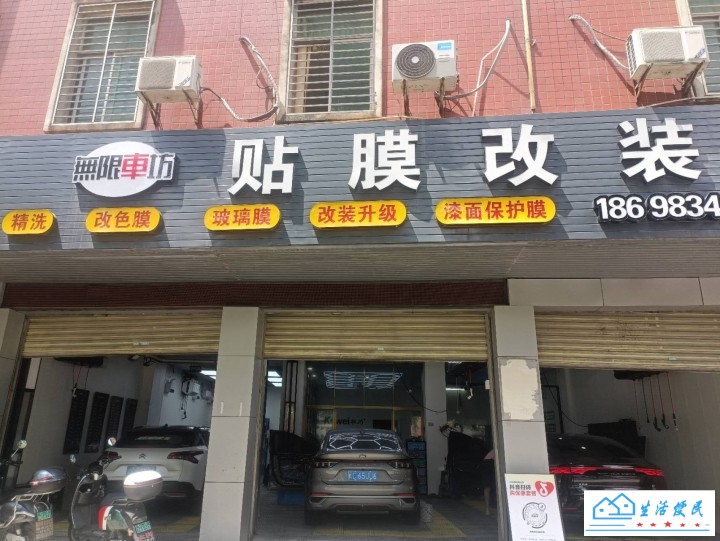 無限車坊
贴膜改装
186 9834
精洗
改色膜
玻璃膜
改装升级
漆面保护膜
生活便民